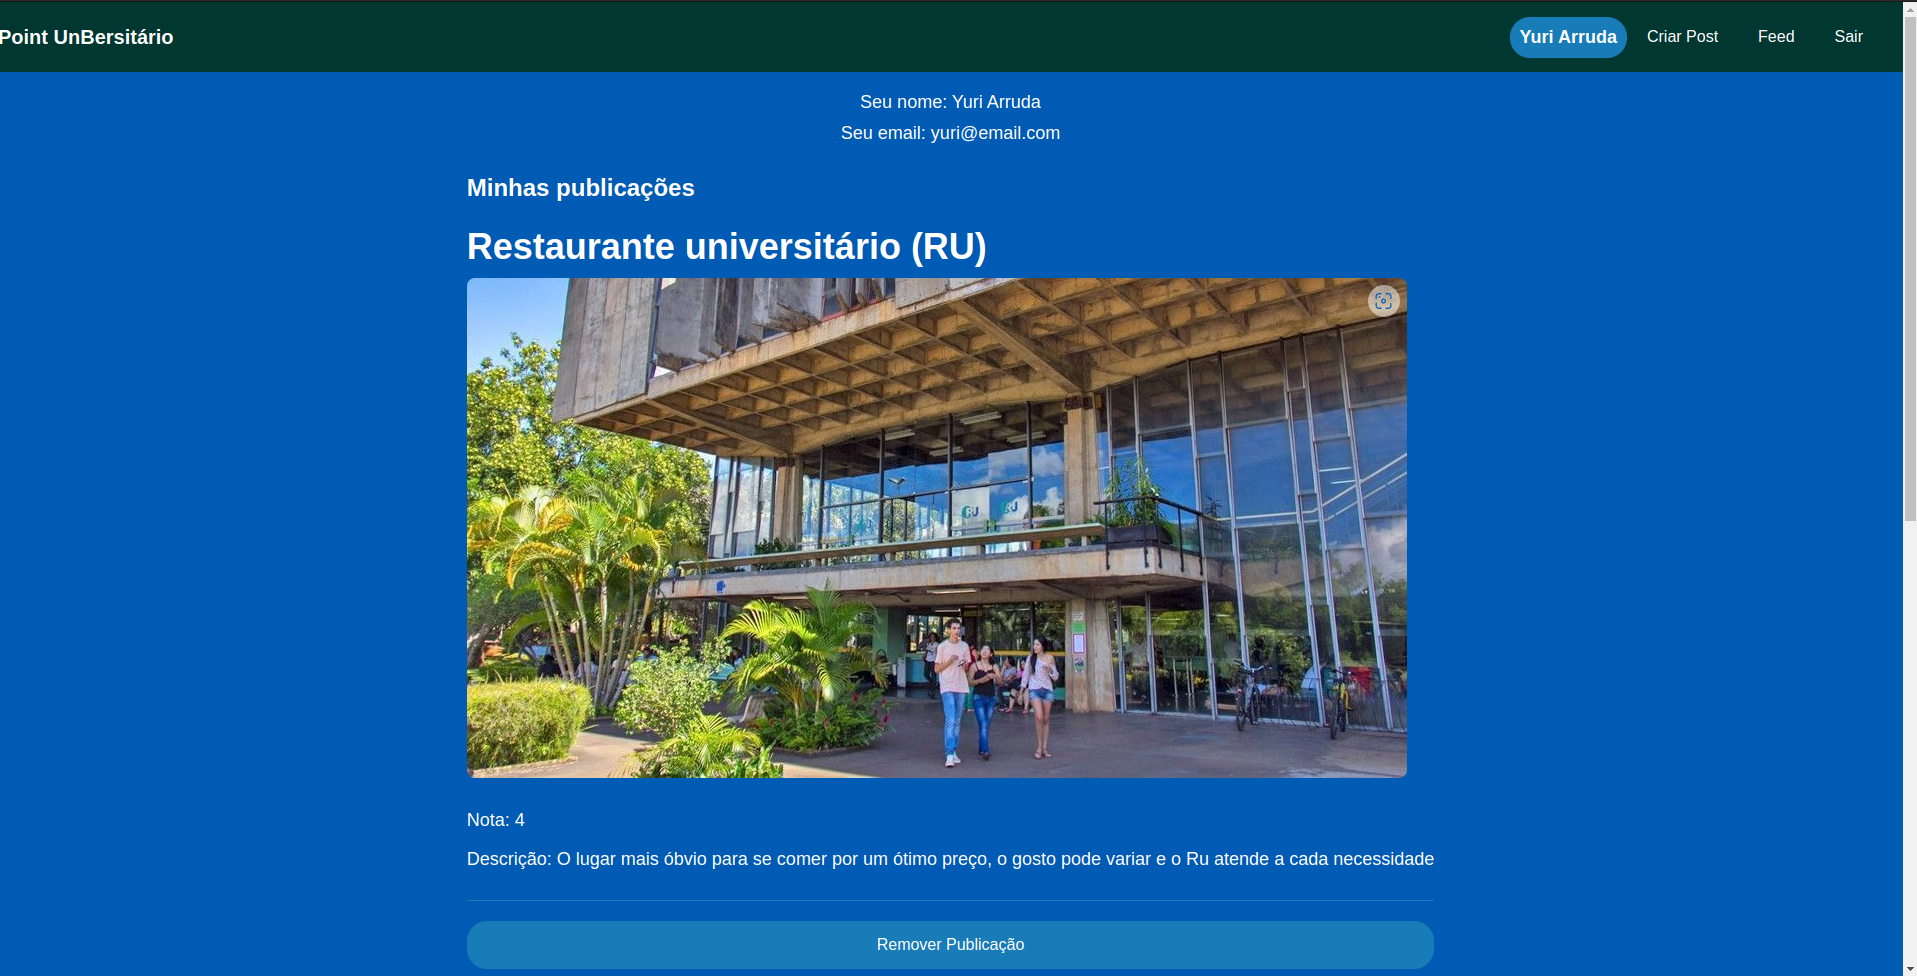 Point UnBersitário
Yuri Arruda
Criar Post
Feed
Sair
Seu nome: Yuri Arruda
Seu email: yuri@email.com
Minhas publicações
Restaurante universitário (RU)
RU
RU
Nota: 4
Descrição: O lugar mais óbvio para se comer por um ótimo preço, o gosto pode variar e o Ru atende a cada necessidade
Remover Publicação